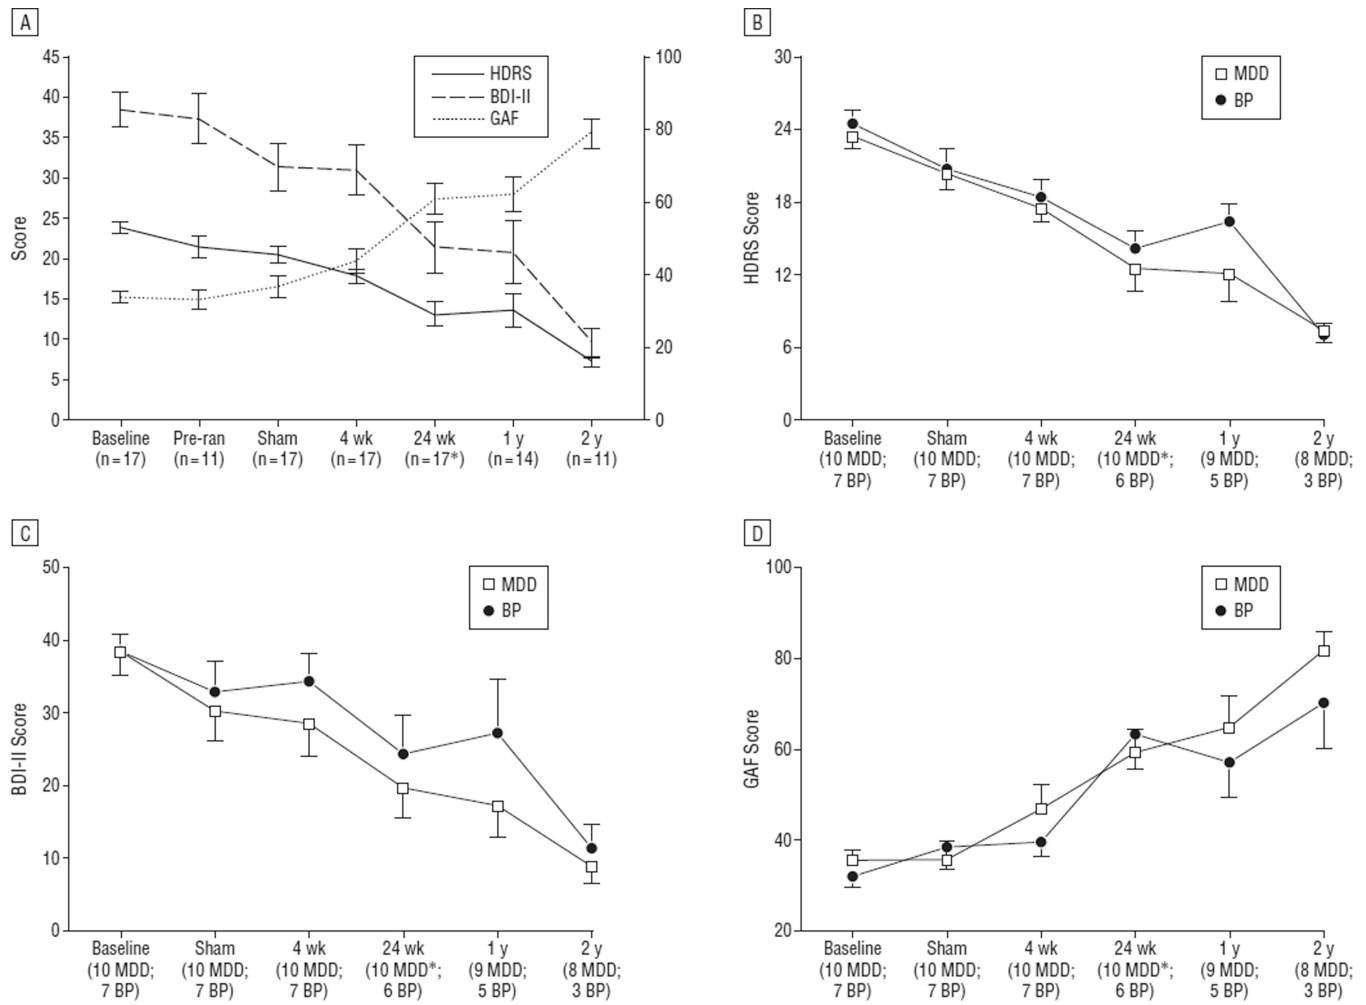 A
45
40
35
30
25
20
15
10
5
0
Score
100
80
60
40
20
0
HDRS
BDI-II
GAF
Baseline (n=17)
Pre-ran (n=11)
Sham (n=17)
4 wk (n=17)
24 wk (n=17*)
1 y (n=14)
2 y (n=11)
B
30
24
18
12
6
0
HDRS Score
MDD
BP
Baseline (10 MDD; 7 BP)
Sham (10 MDD; 7 BP)
4 wk (10 MDD; 7 BP)
24 wk (10 MDD*; 6 BP)
1 y (9 MDD; 5 BP)
2 y (8 MDD; 3 BP)
C
50
40
30
20
10
0
BDI-II Score
MDD
BP
Baseline (10 MDD; 7 BP)
Sham (10 MDD; 7 BP)
4 wk (10 MDD; 7 BP)
24 wk (10 MDD*; 6 BP)
1 y (9 MDD; 5 BP)
2 y (8 MDD; 3 BP)
D
100
80
60
40
20
GAF Score
MDD
BP
Baseline (10 MDD; 7 BP)
Sham (10 MDD; 7 BP)
4 wk (10 MDD; 7 BP)
24 wk (10 MDD*; 6 BP)
1 y (9 MDD; 5 BP)
2 y (8 MDD; 3 BP)